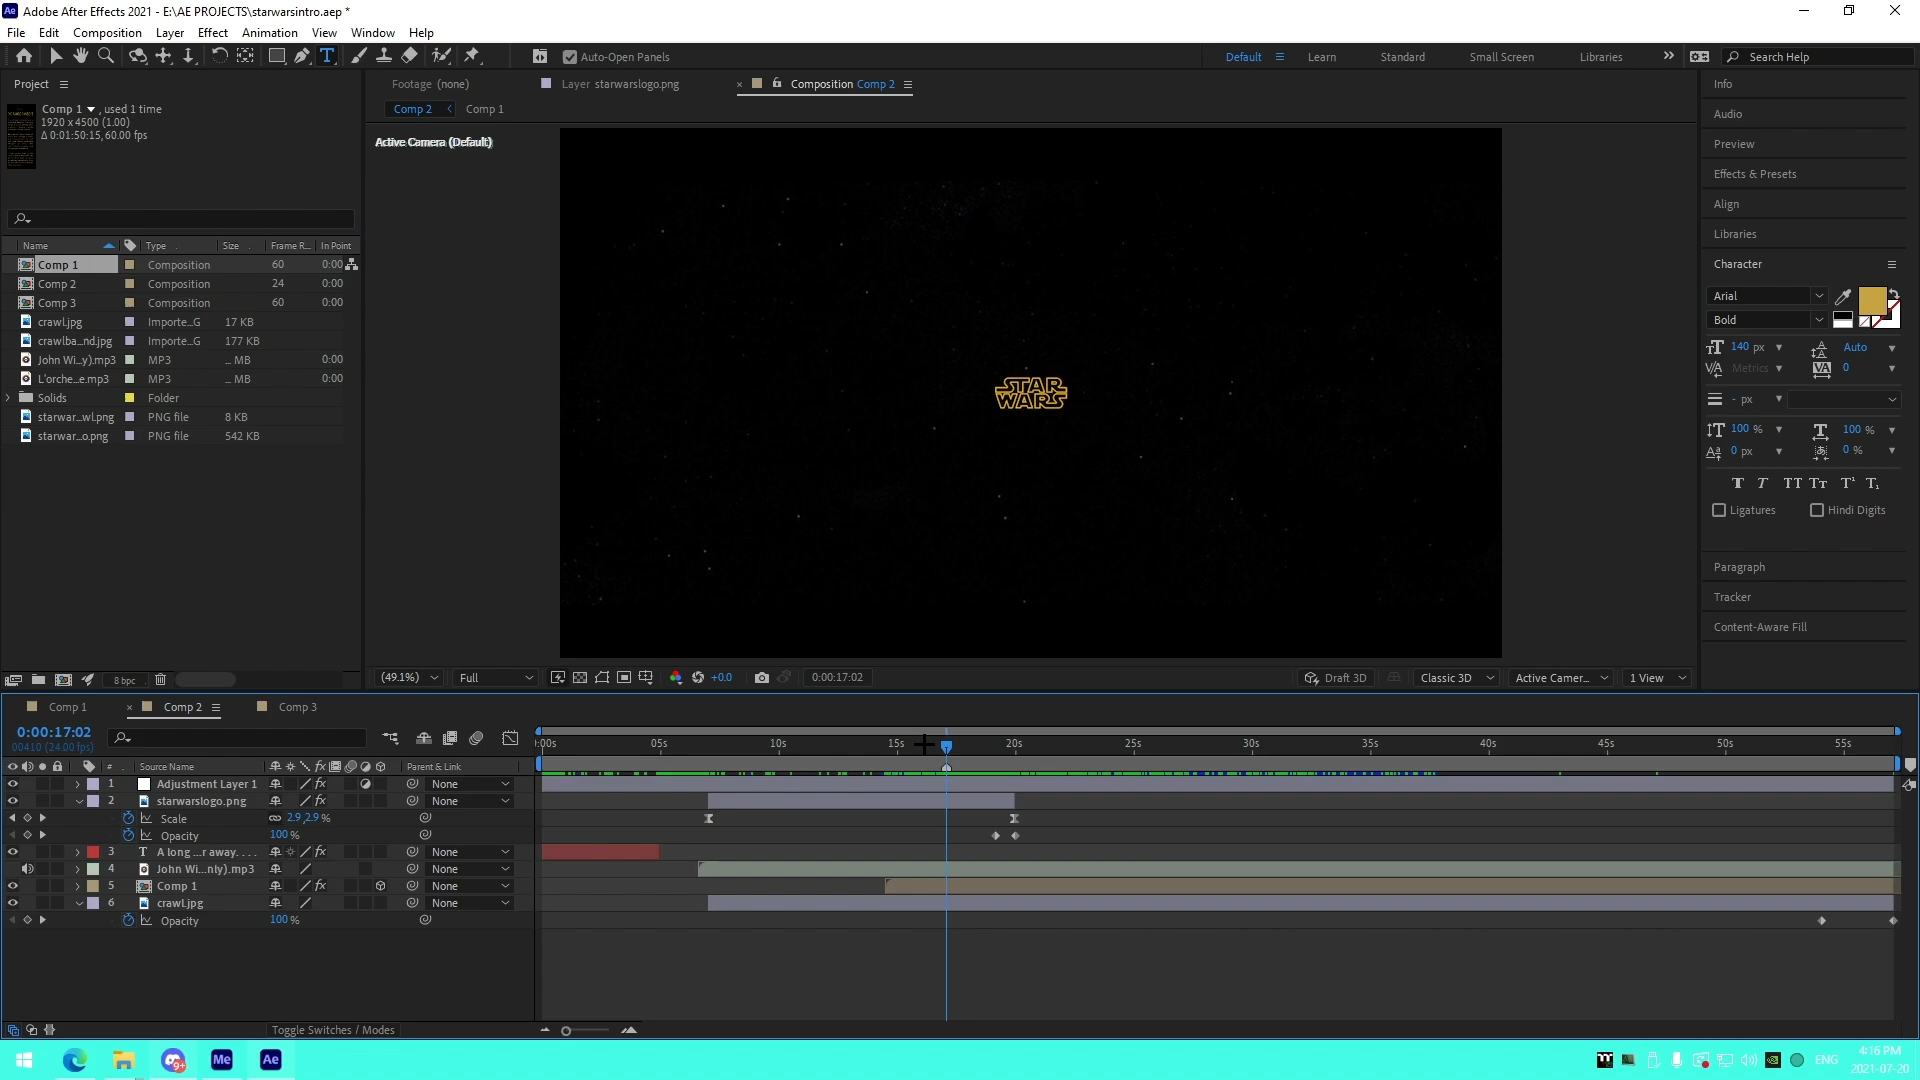 Adobe After Effects 2021 - E:\AE PROJECTS\starwarsintro.aep *
File Edit Composition Layer Effect Animation View Window Help
Auto-Open Panels
Default Learn Standard Small Screen Libraries Search Help
Project
Comp 1 , used 1 time
1920 x 4500 (1.00)
Δ 0:01:50:15, 60.00 fps
Name Type Size Frame R... In Point
Comp 1 Composition 60 0:00
Comp 2 Composition 24 0:00
Comp 3 Composition 60 0:00
crawl.jpg Importe...G 17 KB
crawlba...nd.jpg Importe...G 177 KB
John Wi...y).mp3 MP3 ... MB 0:00
L'orche...e.mp3 MP3 ... MB 0:00
Solids Folder
starwar...wl.png PNG file 8 KB
starwar...o.png PNG file 542 KB
8 bpc
Footage (none) Layer starwarslogo.png Composition Comp 2
Comp 2 Comp 1
Active Camera (Default)
STAR
WARS
(49.1%) Full +0.0 0:00:17:02 Draft 3D Classic 3D Active Camer... 1 View
Info
Audio
Preview
Effects & Presets
Align
Libraries
Character
Arial
Bold
140 px Auto
Metrics 0
- px
100 % 100 %
0 px 0 %
Ligatures Hindi Digits
Paragraph
Tracker
Content-Aware Fill
Comp 1 Comp 2 Comp 3
0:00:17:02
00410 (24.00 fps)
:00s 05s 10s 15s 20s 25s 30s 35s 40s 45s 50s 55s
# Source Name Parent & Link
1 Adjustment Layer 1 None
2 starwarslogo.png None
Scale 2.9,2.9 %
Opacity 100 %
3 A long ...r away. . . . None
4 John Wi...nly).mp3 None
5 Comp 1 None
6 crawl.jpg None
Opacity 100 %
Toggle Switches / Modes
9+ Me Ae ENG
4:16 PM
2021-07-20